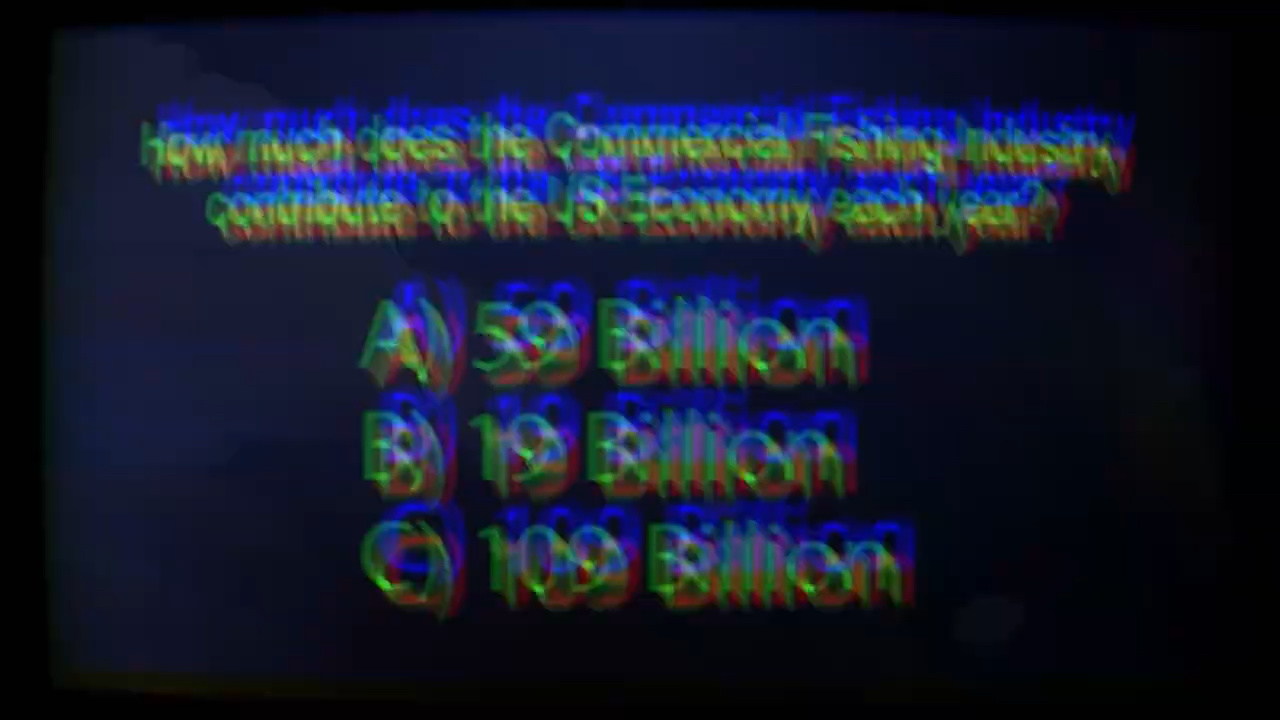 How much does the Commercial Fishing Industry
contribute to the US Economy each year?
A) 59 Billion
B) 19 Billion
C) 109 Billion